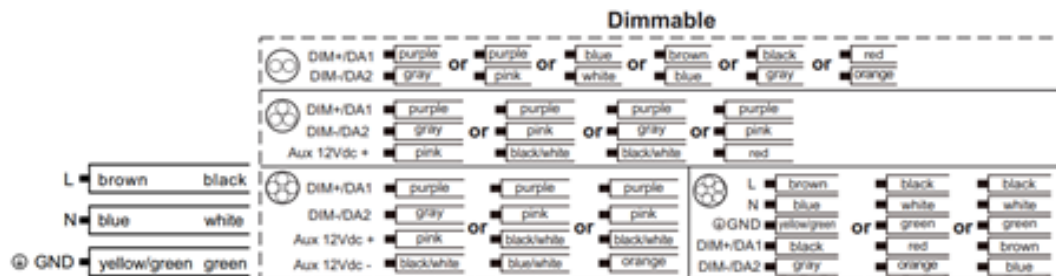 Dimmable
DIM+/DA1 purple or purple or blue or brown or black or red
DIM-/DA2 gray pink white blue gray orange
DIM+/DA1 purple purple purple purple
DIM-/DA2 gray or pink or gray or pink
Aux 12Vdc + pink black/white black/white red
L brown black
N blue white
GND yellow/green green
DIM+/DA1 purple purple purple
DIM-/DA2 gray or pink or pink
Aux 12Vdc + pink black/white black/white
Aux 12Vdc - black/white blue/white orange
L brown black black
N blue white white
GND yellow/green or green or green
DIM+/DA1 black red brown
DIM-/DA2 gray orange blue